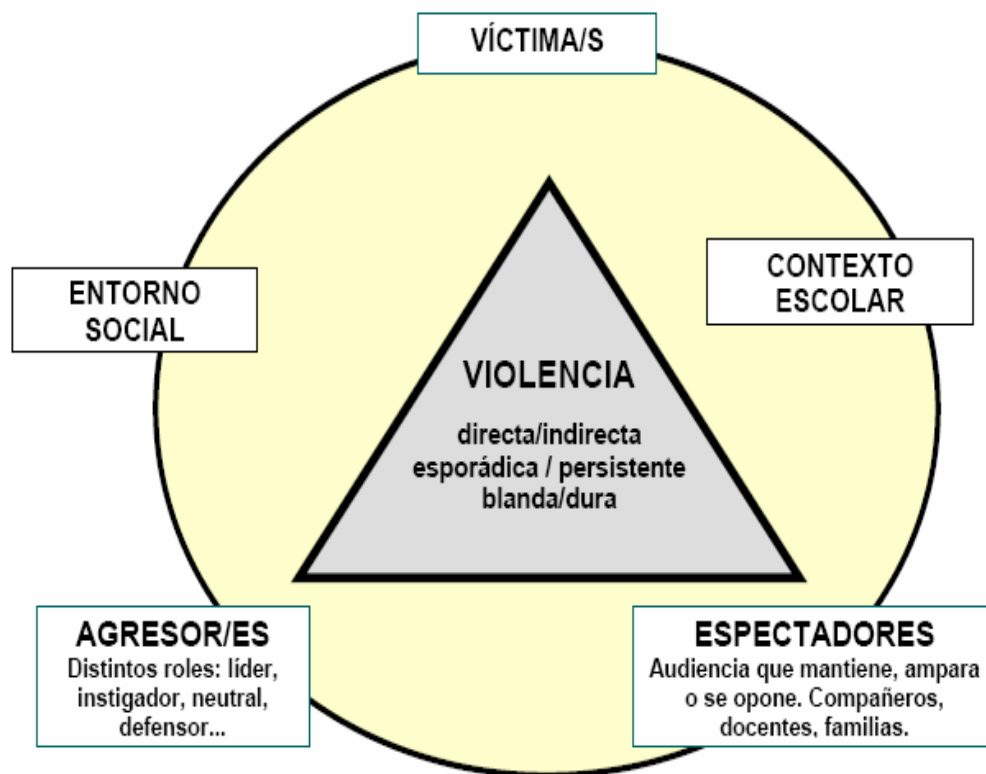 VÍCTIMA/S
ENTORNO
SOCIAL
CONTEXTO
ESCOLAR
VIOLENCIA
directa/indirecta
esporádica / persistente
blanda/dura
AGRESOR/ES
Distintos roles: líder,
instigador, neutral,
defensor...
ESPECTADORES
Audiencia que mantiene, ampara
o se opone. Compañeros,
docentes, familias.